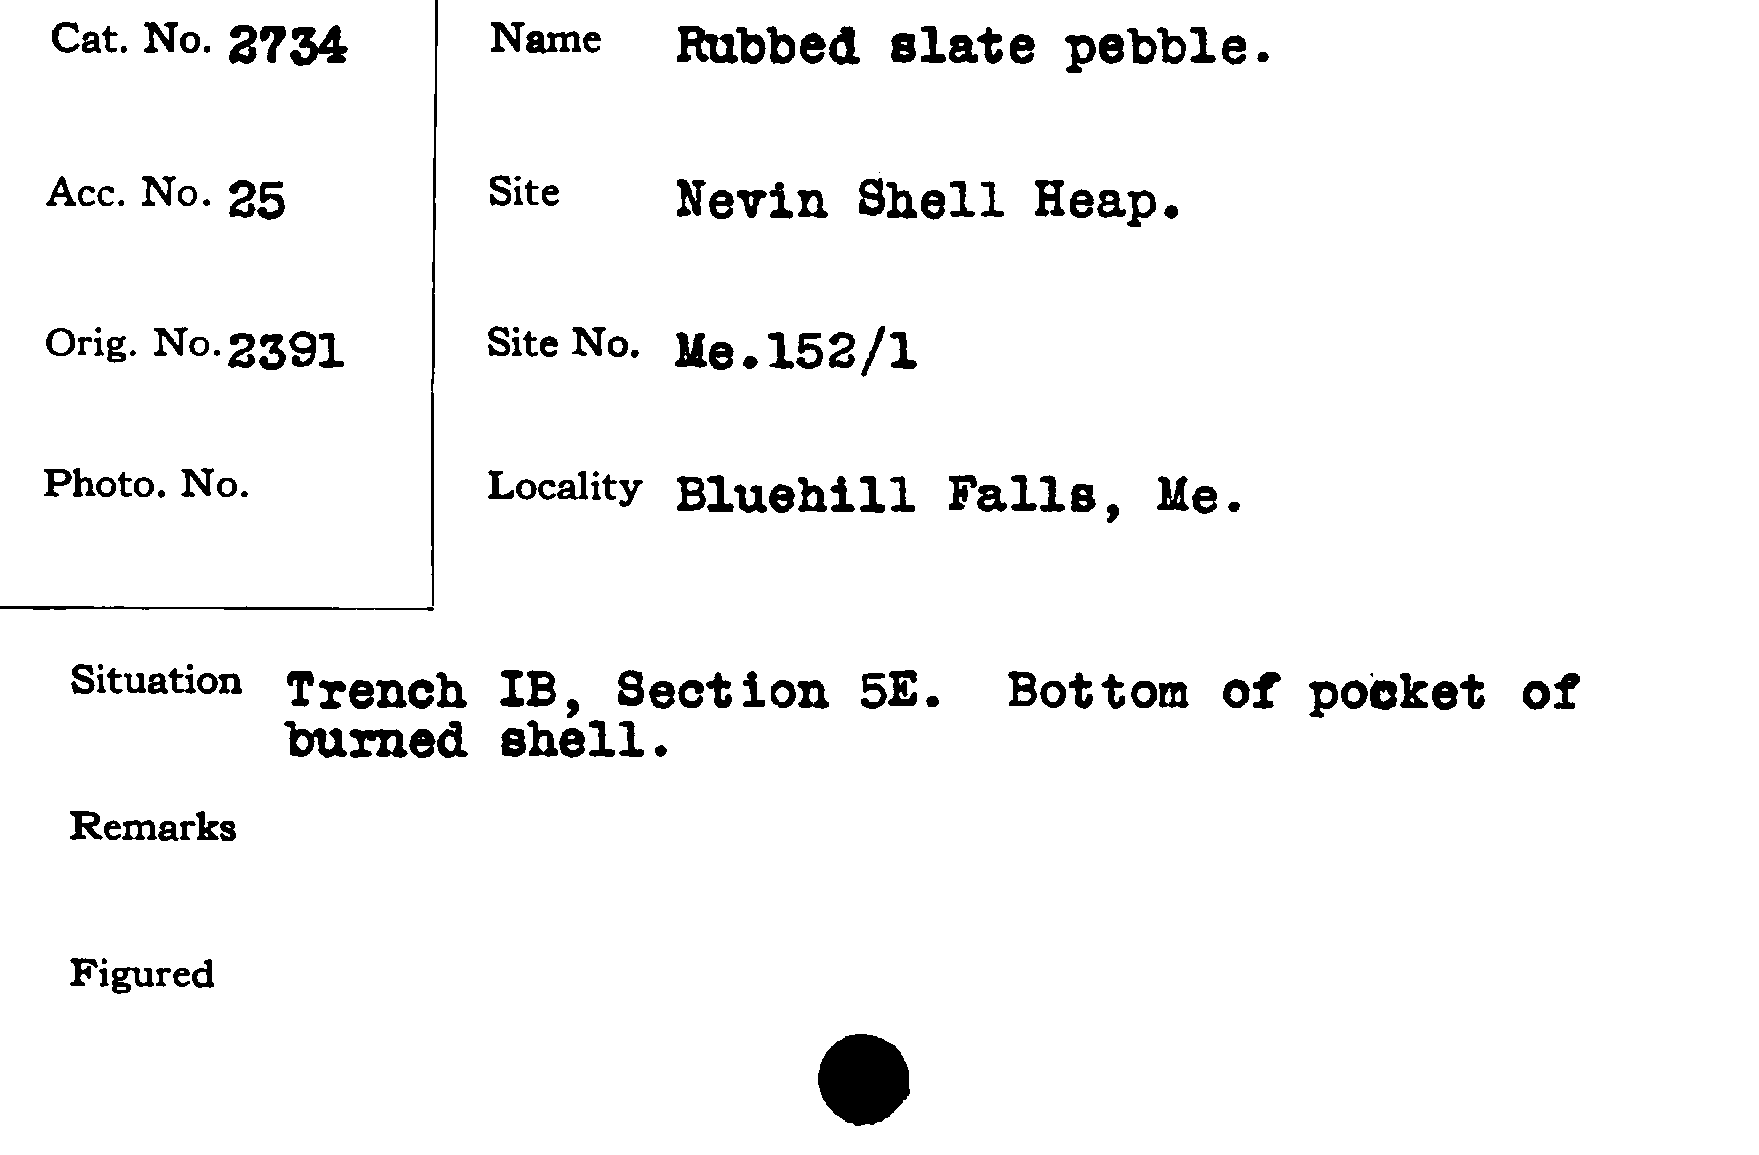 Cat. No. 2734
Acc. No. 25
Orig. No. 2391
Photo. No.
Name Rubbed slate pebble.
Site Nevin Shell Heap.
Site No. Me.152/1
Locality Bluehill Falls, Me.
Situation Trench IB, Section 5E. Bottom of pocket of
burned shell.
Remarks
Figured